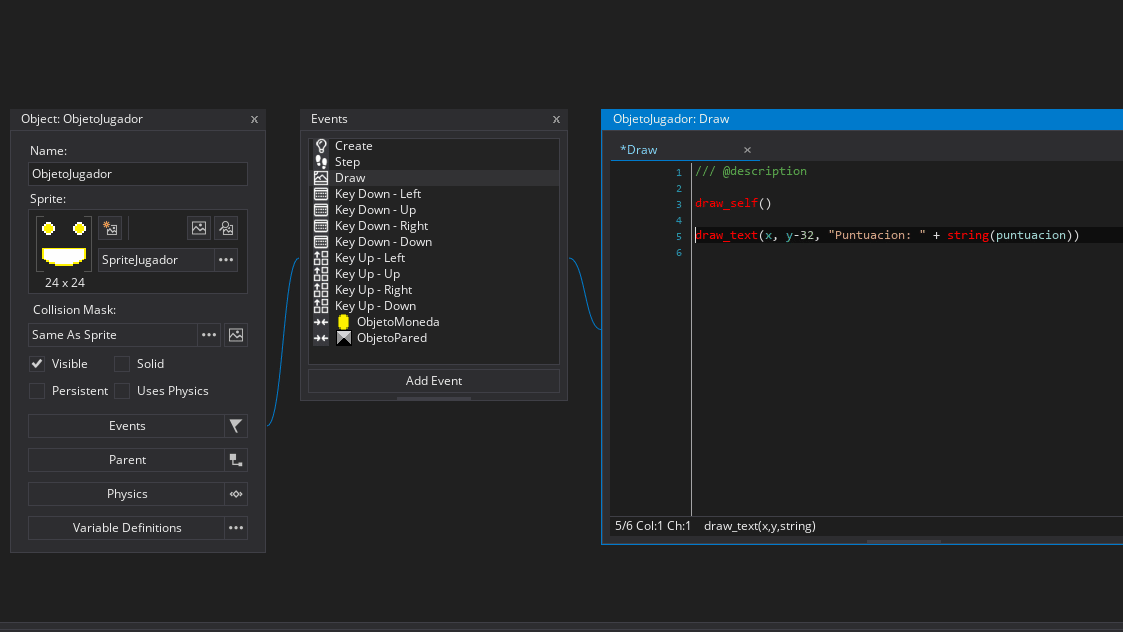 Object: ObjetoJugador
x
Name:
ObjetoJugador
Sprite:
SpriteJugador
24 x 24
Collision Mask:
Same As Sprite
Visible
Solid
Persistent
Uses Physics
Events
Parent
Physics
Variable Definitions
Events
x
Create
Step
Draw
Key Down - Left
Key Down - Up
Key Down - Right
Key Down - Down
Key Up - Left
Key Up - Up
Key Up - Right
Key Up - Down
ObjetoMoneda
ObjetoPared
Add Event
ObjetoJugador: Draw
*Draw ×
1 /// @description
2
3 draw_self()
4
5 draw_text(x, y-32, "Puntuacion: " + string(puntuacion))
6
5/6 Col:1 Ch:1 draw_text(x,y,string)